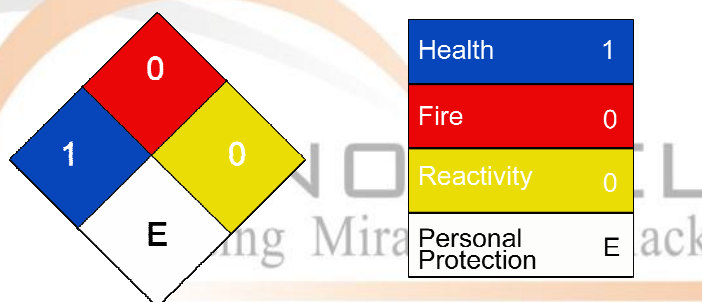 0
1 0
E
Health 1
Fire 0
Reactivity 0
Personal
Protection E